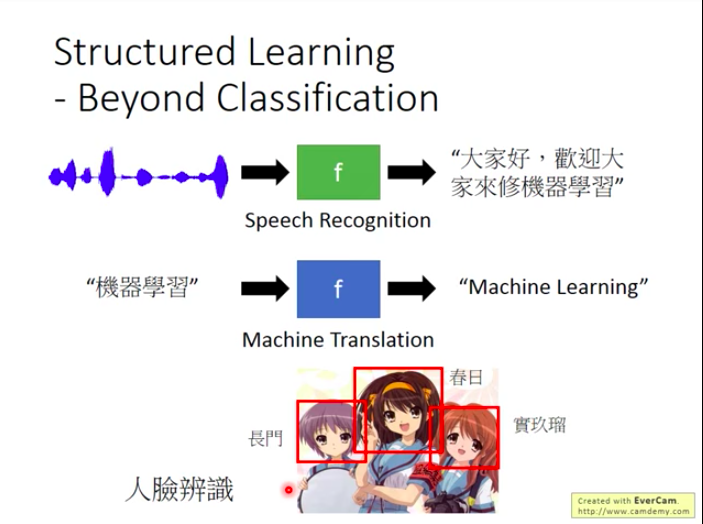 Structured Learning
- Beyond Classification
f
“大家好，歡迎大
家來修機器學習”
Speech Recognition
“機器學習”
f
“Machine Learning”
Machine Translation
春日
長門
實玖瑠
人臉辨識
Created with EverCam.
http://www.camdemy.com